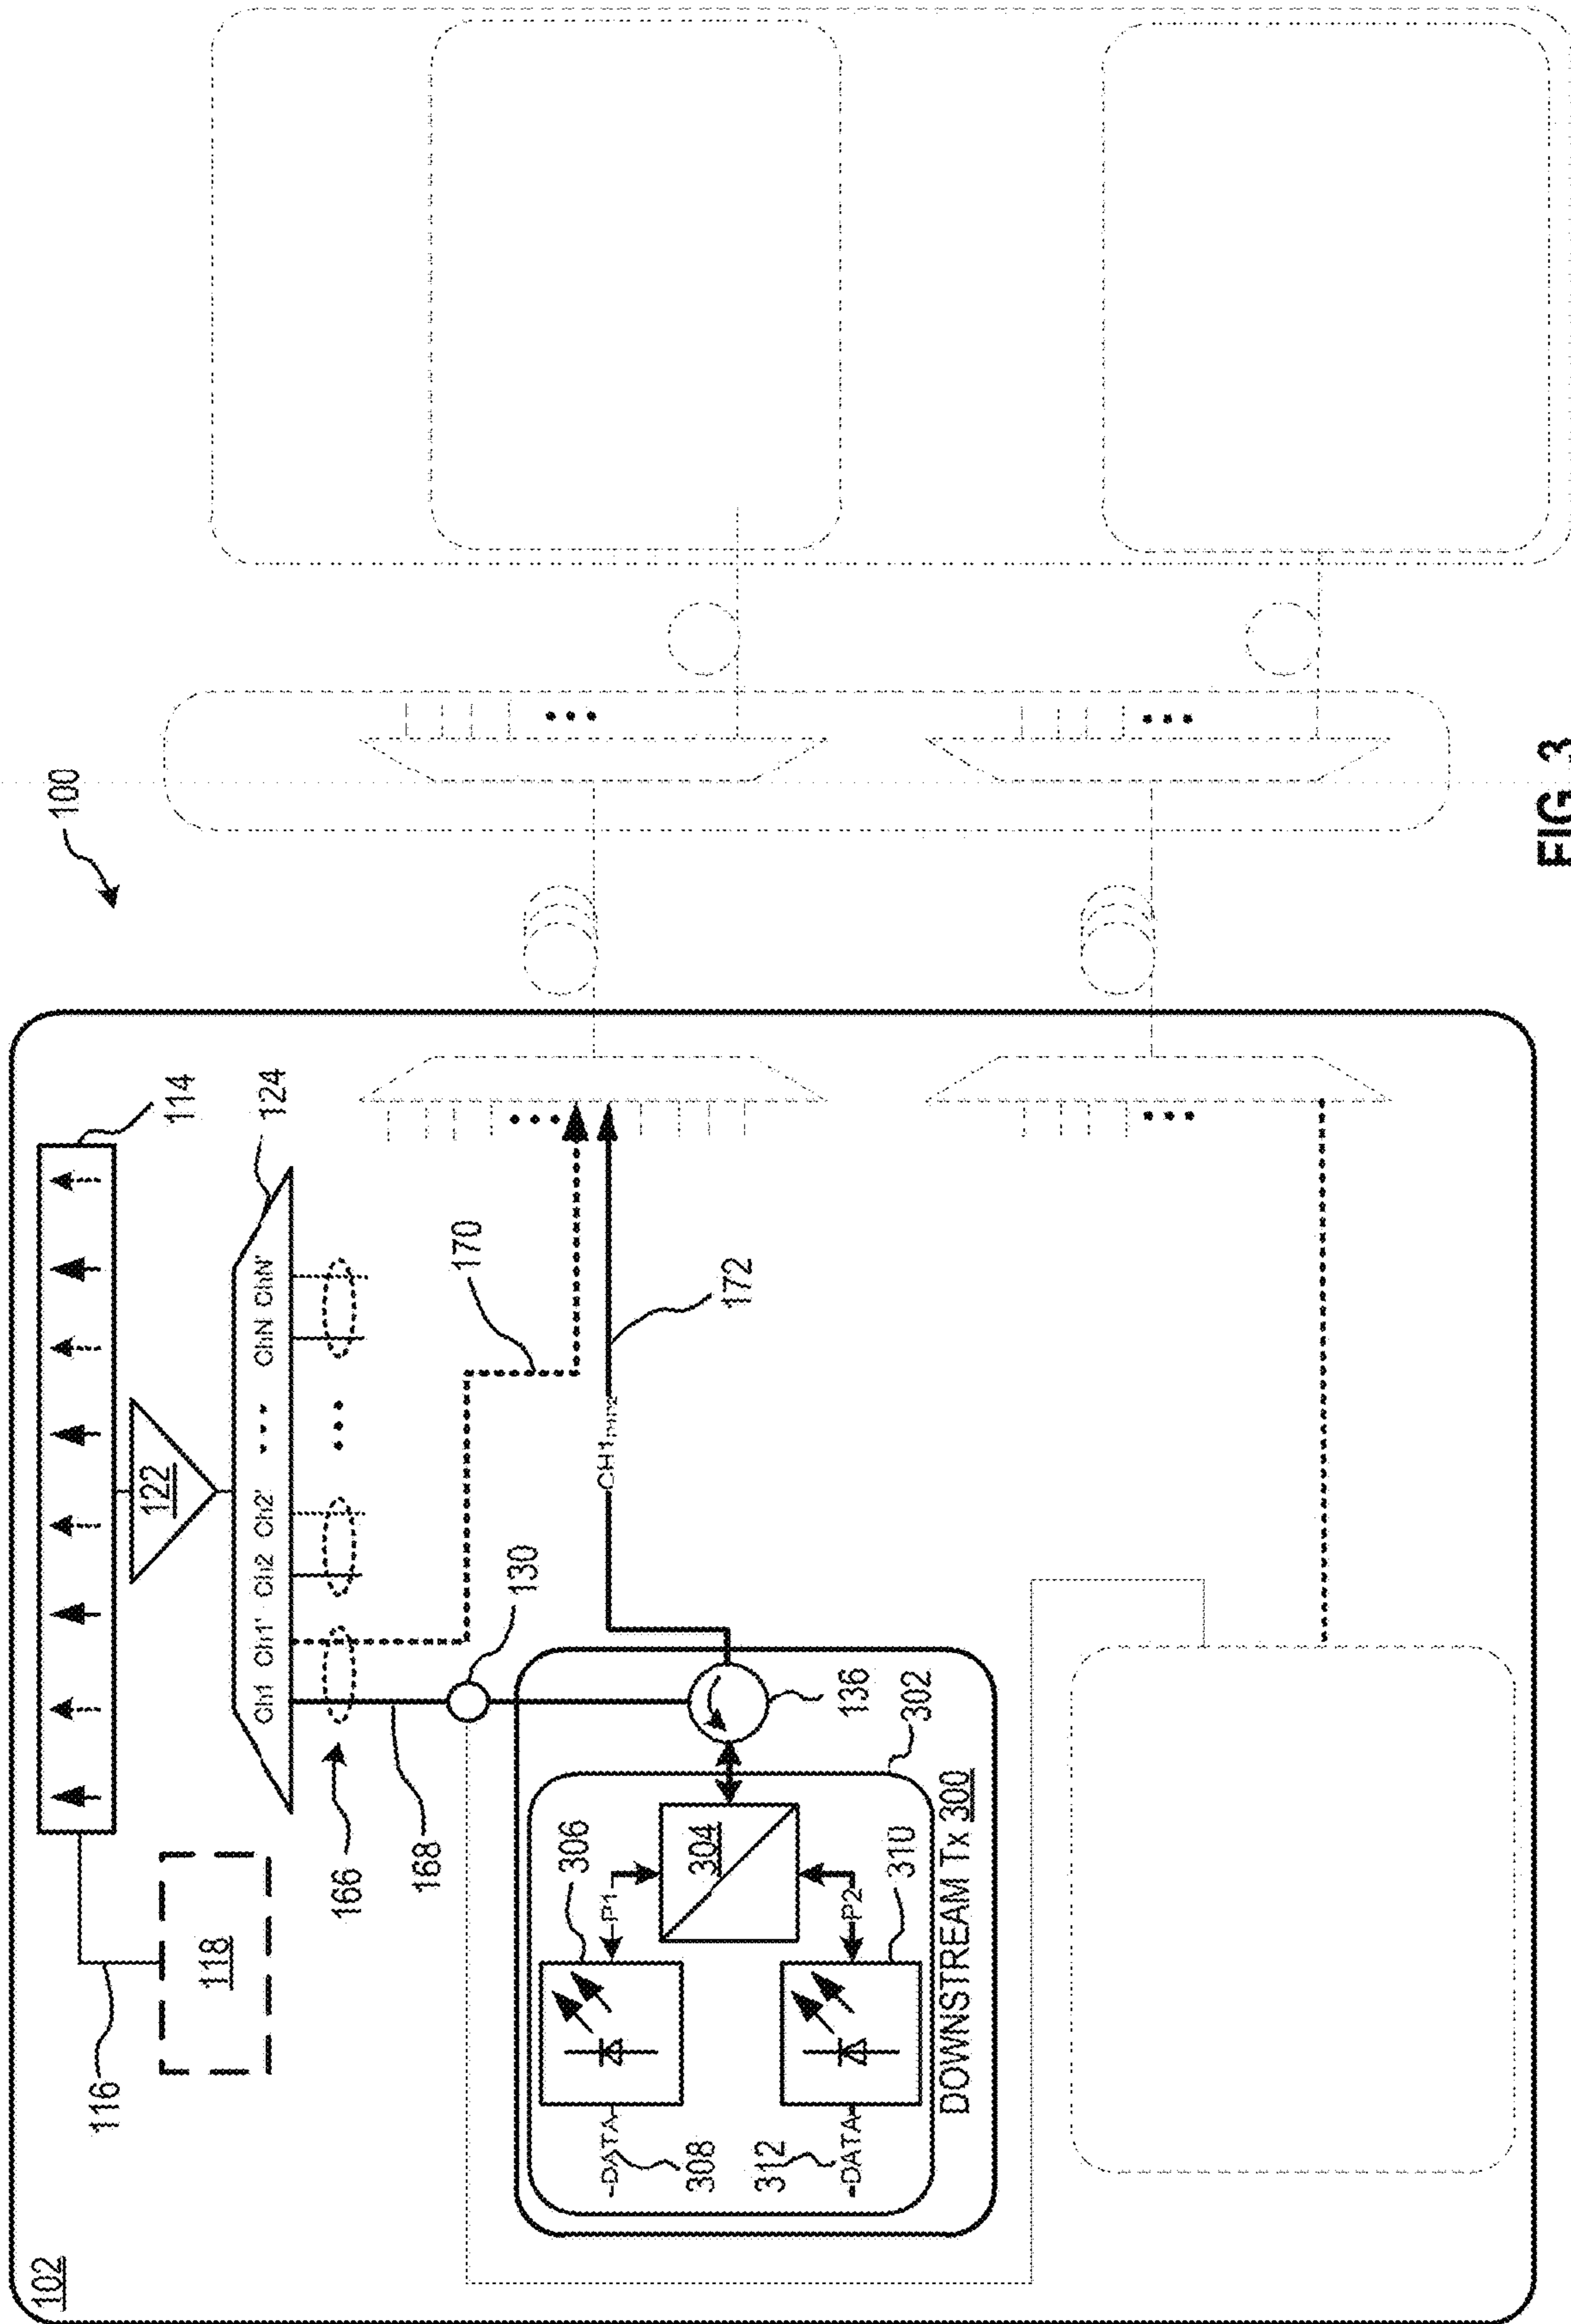 102
100
114
116
118
122
124
Ch1 Ch1' Ch2 Ch2' ••• ChN ChN'
166
168
130
170
172
136
302
304
306
P1
310
P2
-DATA
308
-DATA
312
DOWNSTREAM Tx 300
FIG. 3